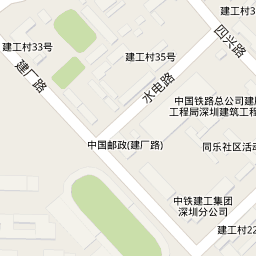 建工村
四兴路
建工村33号
建工村35号
建厂路
水电路
中国铁路总公司建
工程局深圳建筑工程
中国邮政(建厂路)
同乐社区活动
中铁建工集团
深圳分公司
建工村22